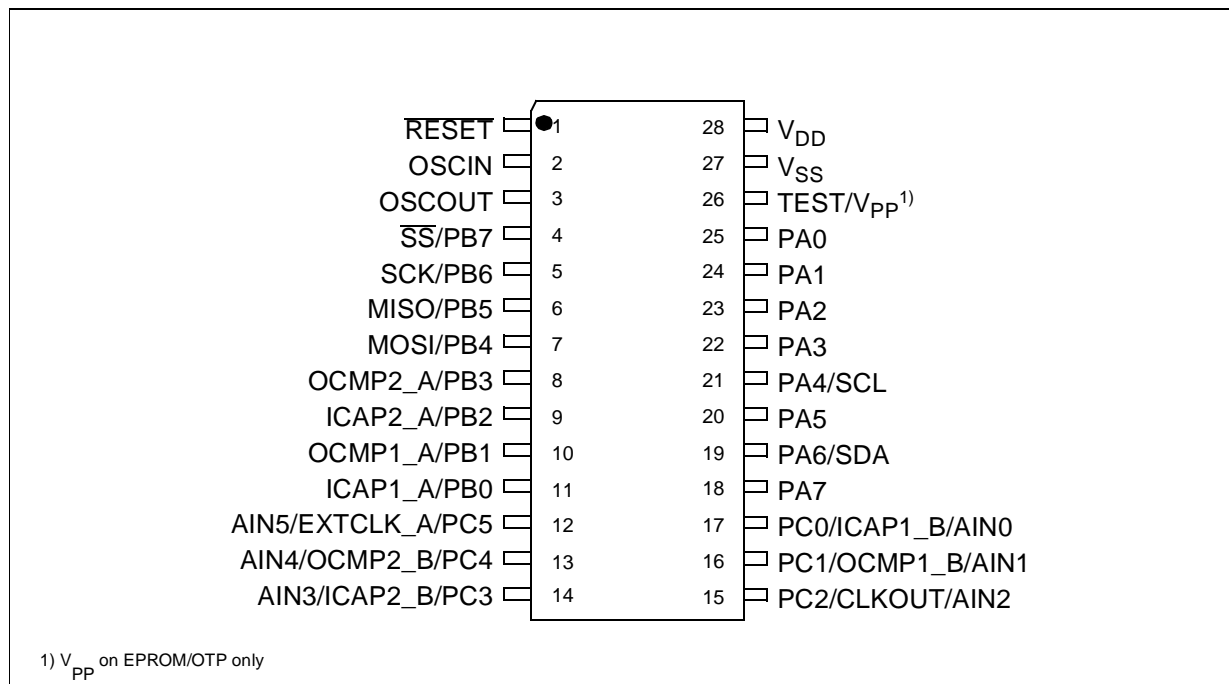 RESET 1 28 VDD
OSCIN 2 27 VSS
OSCOUT 3 26 TEST/VPP1)
SS/PB7 4 25 PA0
SCK/PB6 5 24 PA1
MISO/PB5 6 23 PA2
MOSI/PB4 7 22 PA3
OCMP2_A/PB3 8 21 PA4/SCL
ICAP2_A/PB2 9 20 PA5
OCMP1_A/PB1 10 19 PA6/SDA
ICAP1_A/PB0 11 18 PA7
AIN5/EXTCLK_A/PC5 12 17 PC0/ICAP1_B/AIN0
AIN4/OCMP2_B/PC4 13 16 PC1/OCMP1_B/AIN1
AIN3/ICAP2_B/PC3 14 15 PC2/CLKOUT/AIN2
1) VPP on EPROM/OTP only